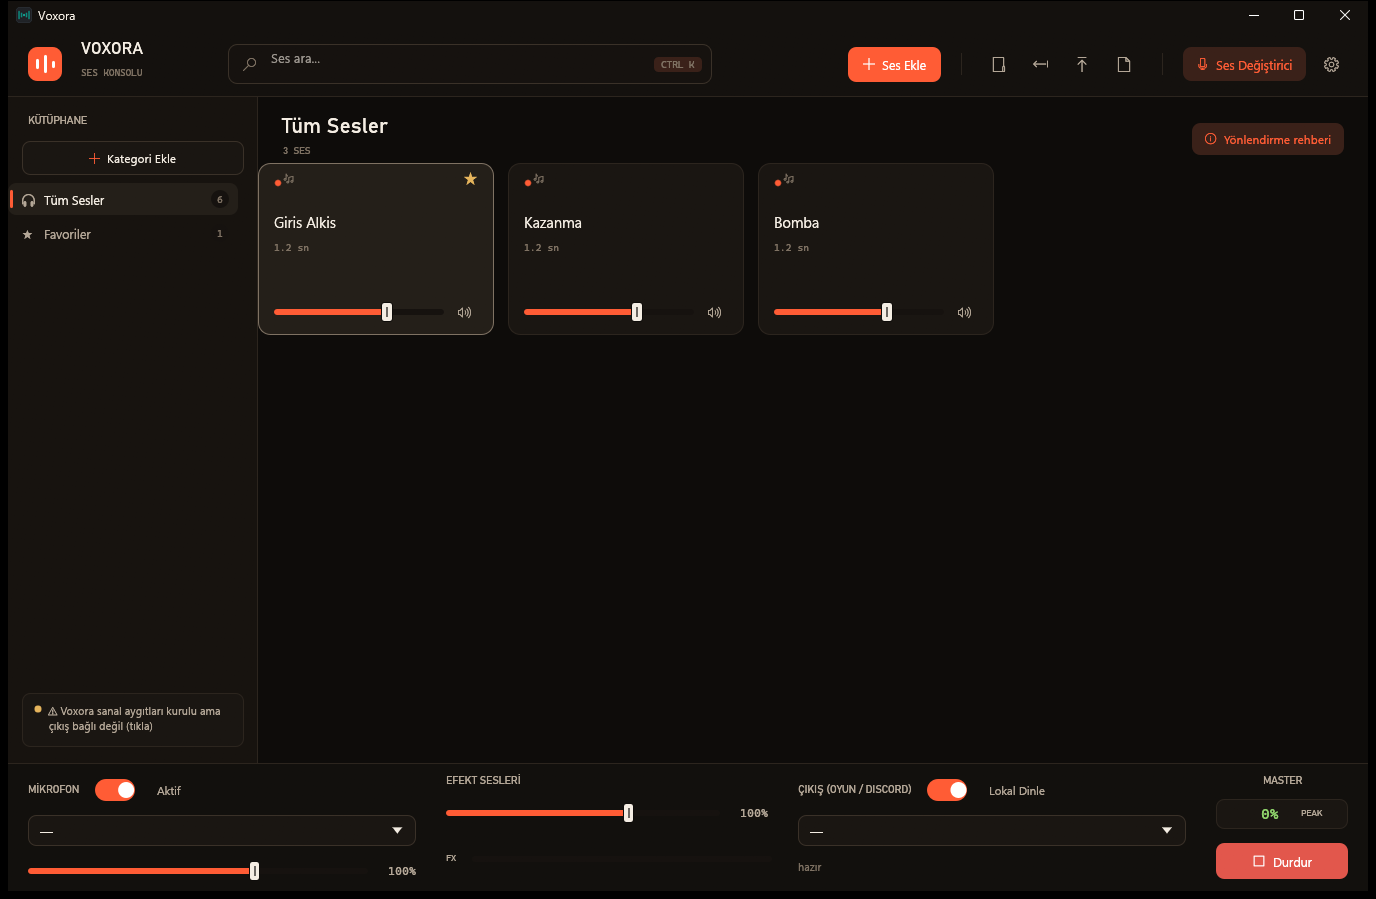 Voxora
VOXORA
SES KONSOLU
Ses ara...
CTRL K
Ses Ekle
Ses Değiştirici
KÜTÜPHANE
Kategori Ekle
Tüm Sesler 6
Favoriler 1
Tüm Sesler
3 SES
Yönlendirme rehberi
Giris Alkis
1.2 sn
Kazanma
1.2 sn
Bomba
1.2 sn
⚠ Voxora sanal aygıtları kurulu ama
çıkış bağlı değil (tıkla)
MİKROFON
Aktif
—
100%
EFEKT SESLERİ
100%
FX
ÇIKIŞ (OYUN / DISCORD)
Lokal Dinle
—
hazır
MASTER
0% PEAK
Durdur